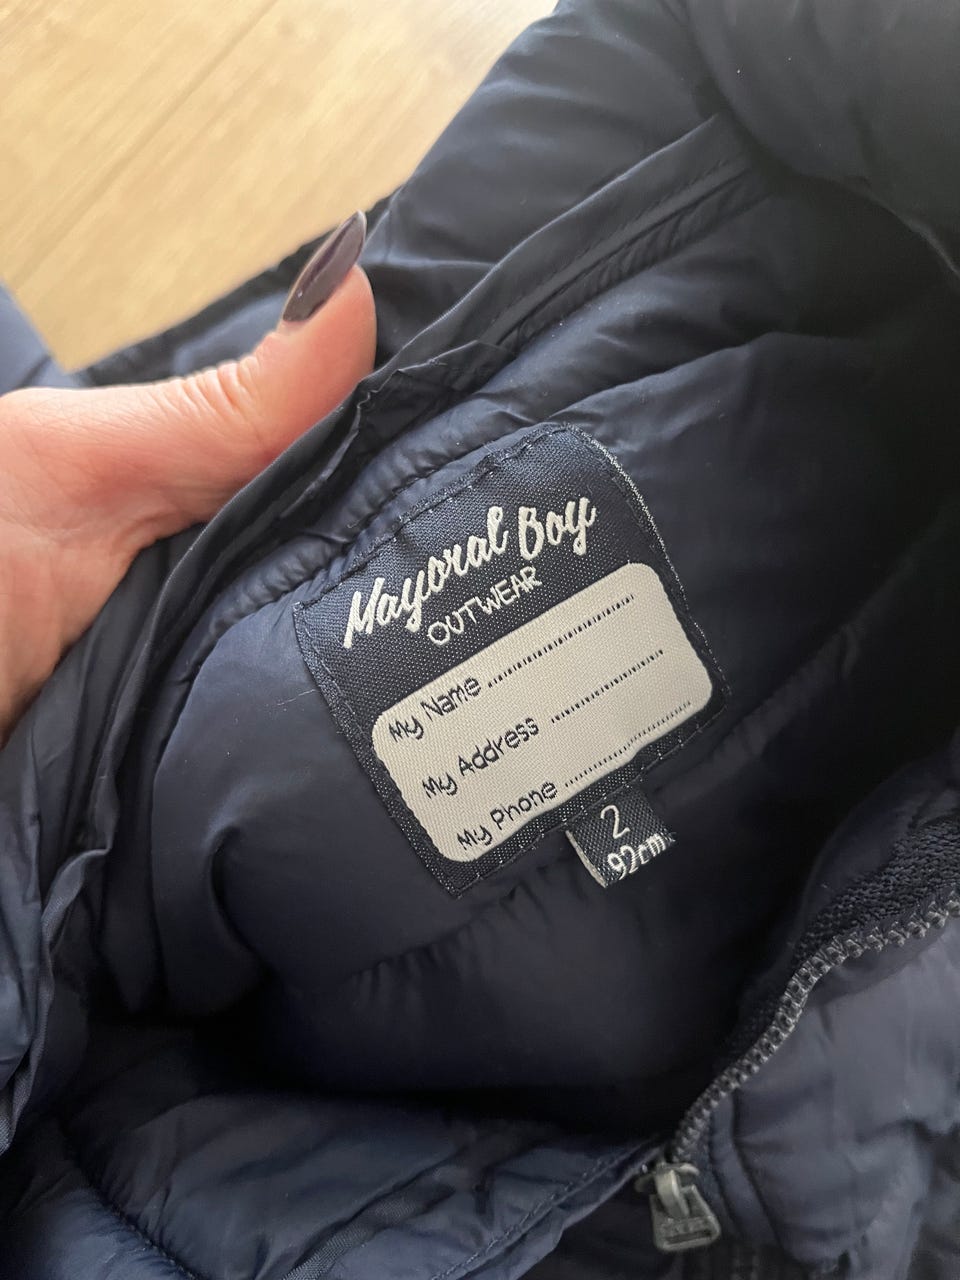 Mayoral Boy
OUTWEAR
My Name ....................
My Address ...............
My Phone ....................
2
92cm